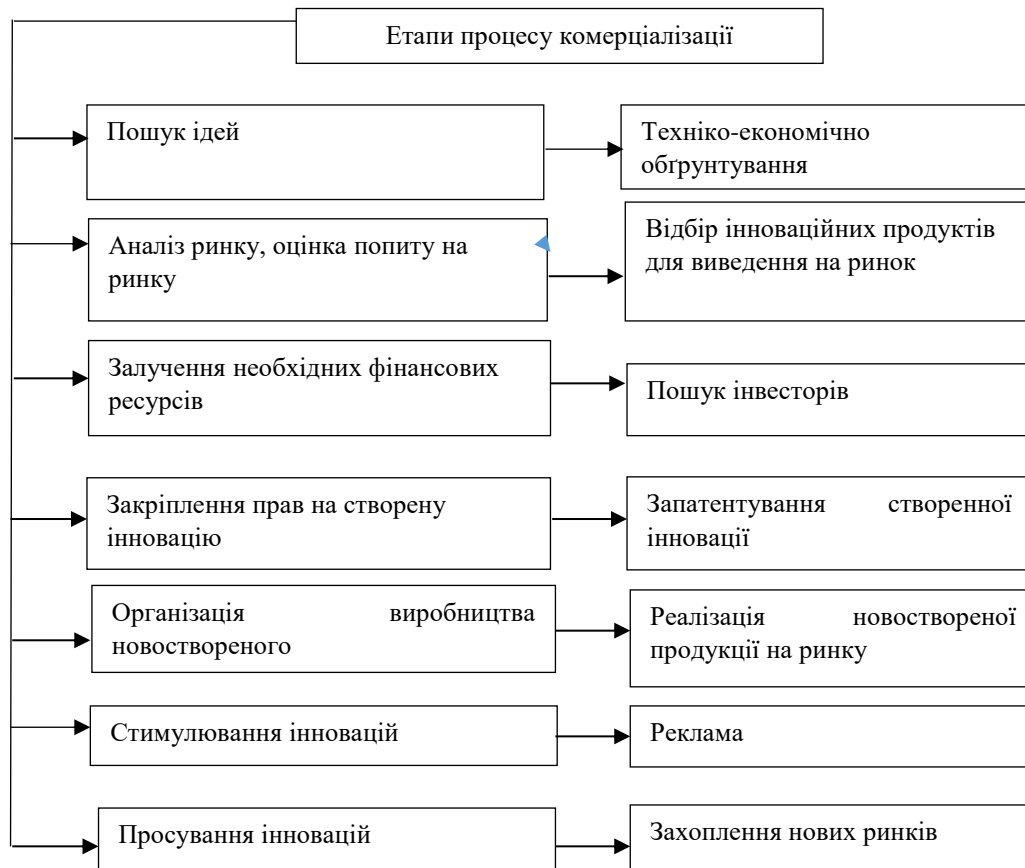 Етапи процесу комерціалізації
Пошук ідей
Техніко-економічно
обґрунтування
Аналіз ринку, оцінка попиту на
ринку
Відбір інноваційних продуктів
для виведення на ринок
Залучення необхідних фінансових
ресурсів
Пошук інвесторів
Закріплення прав на створену
інновацію
Запатентування створенної
інновації
Організація виробництва
новоствореного
Реалізація новоствореної
продукції на ринку
Стимулювання інновацій
Реклама
Просування інновацій
Захоплення нових ринків